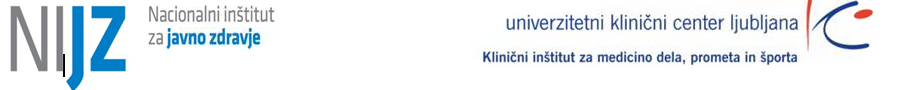 NIJZ
Nacionalni inštitut
za javno zdravje
univerzitetni klinični center ljubljana
Klinični inštitut za medicino dela, prometa in športa